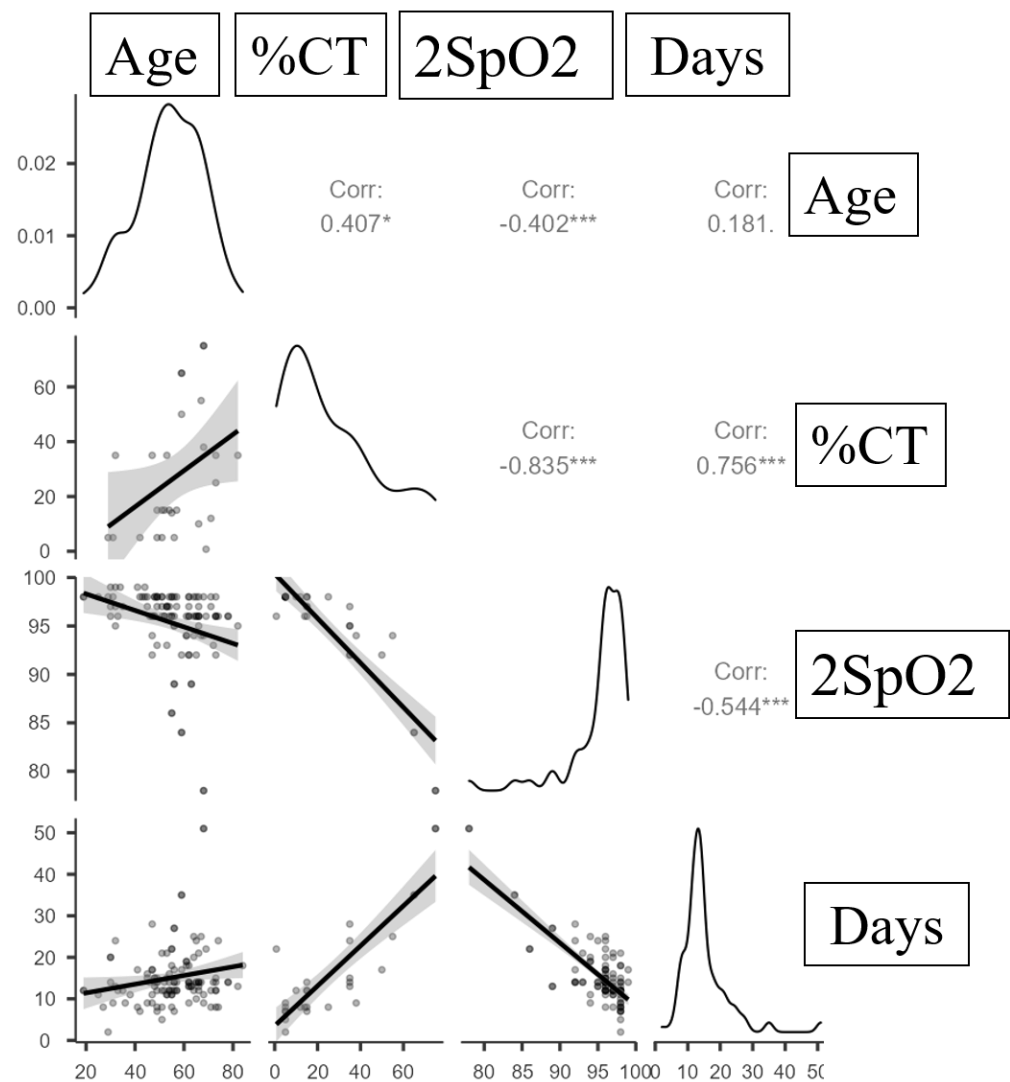 Age %CT 2SpO2 Days
0.02
0.01
0.00
Corr:
0.407*
Corr:
-0.402***
Corr:
0.181.
Age
60
40
20
0
Corr:
-0.835***
Corr:
0.756***
%CT
100
95
90
85
80
Corr:
-0.544***
2SpO2
50
40
30
20
10
0
Days
20 40 60 80 0 20 40 60 80 85 90 95 100 0 10 20 30 40 50